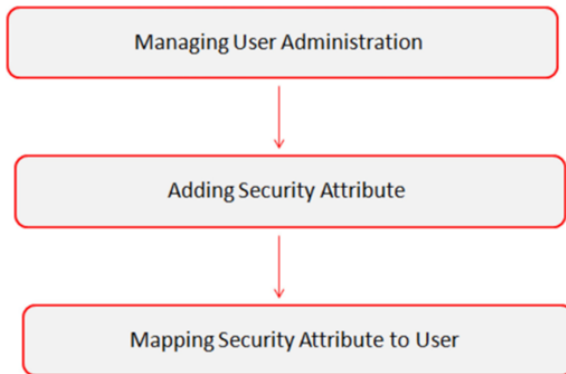 Managing User Administration
Adding Security Attribute
Mapping Security Attribute to User